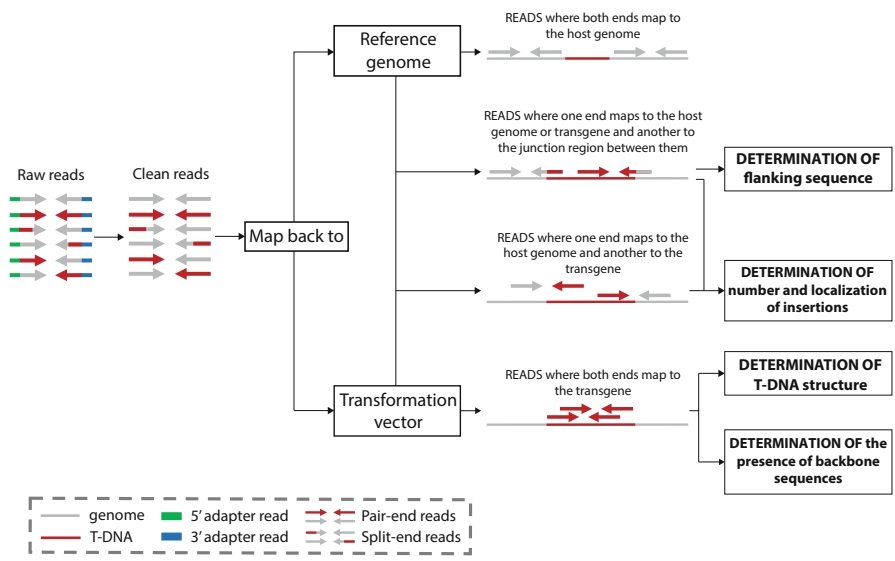 Raw reads
Clean reads
Map back to
Reference
genome
Transformation
vector
READS where both ends map to
the host genome
READS where one end maps to the host
genome or transgene and another to
the junction region between them
READS where one end maps to the
host genome and another to the
transgene
READS where both ends map to
the transgene
DETERMINATION OF
flanking sequence
DETERMINATION OF
number and localization
of insertions
DETERMINATION OF
T-DNA structure
DETERMINATION OF the
presence of backbone
sequences
genome
T-DNA
5' adapter read
3' adapter read
Pair-end reads
Split-end reads